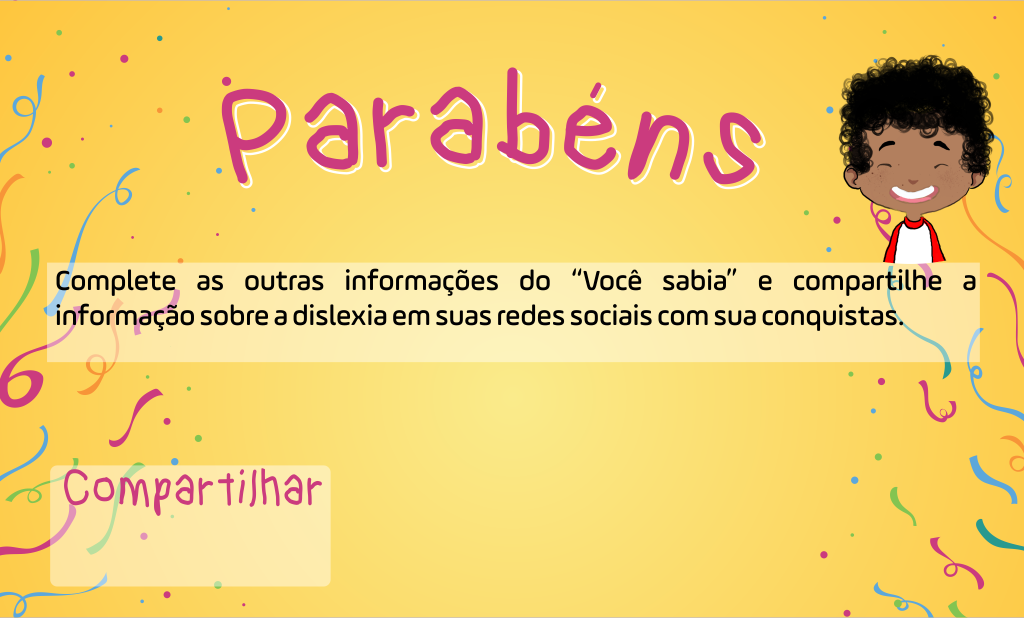 Parabéns
Complete as outras informações do “Você sabia” e compartilhe a
informação sobre a dislexia em suas redes sociais com sua conquistas.
Compartilhar